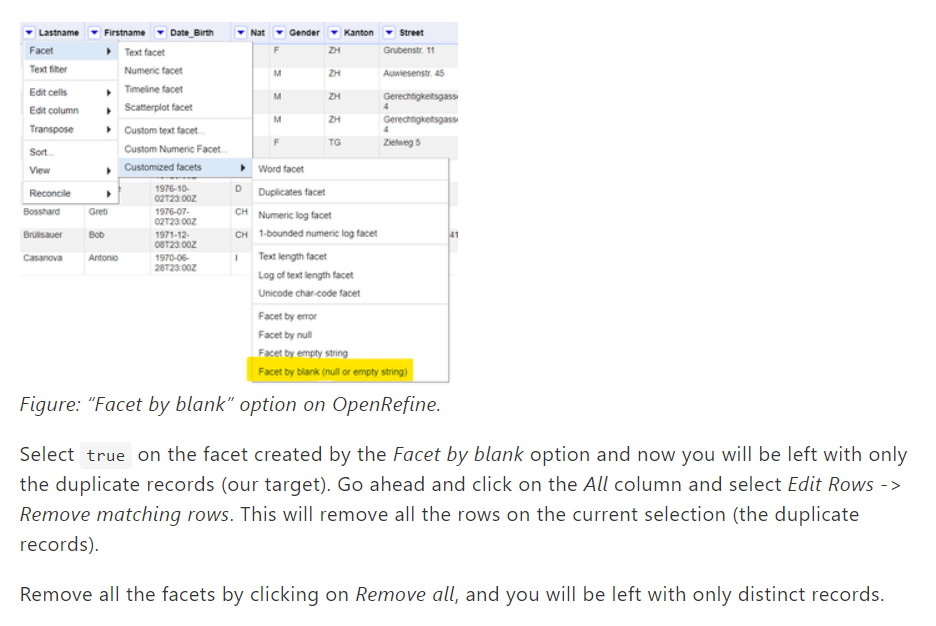 Lastname Firstname Date_Birth Nat Gender Kanton Street
Facet Text facet F ZH Grubenstr. 11
Text filter Numeric facet M ZH Auwiesenstr. 45
Edit cells Timeline facet M ZH Gerechtigkeitsgass
Edit column Scatterplot facet 4
Transpose Custom text facet... M ZH Gerechtigkeitsgass
4
Sort... Custom Numeric Facet... F TG Zielweg 5
View Customized facets Word facet
Reconcile 1976-10- D Duplicates facet
02T23:00Z
Bosshard Greti 1976-07- CH Numeric log facet
02T23:00Z
Brülisauer Bob 1971-12- CH 1-bounded numeric log facet 41
08T23:00Z
Casanova Antonio 1970-06- I Text length facet
28T23:00Z
Log of text length facet
Unicode char-code facet
Facet by error
Facet by null
Facet by empty string
Facet by blank (null or empty string)
Figure: “Facet by blank” option on OpenRefine.
Select true on the facet created by the Facet by blank option and now you will be left with only
the duplicate records (our target). Go ahead and click on the All column and select Edit Rows ->
Remove matching rows. This will remove all the rows on the current selection (the duplicate
records).
Remove all the facets by clicking on Remove all, and you will be left with only distinct records.